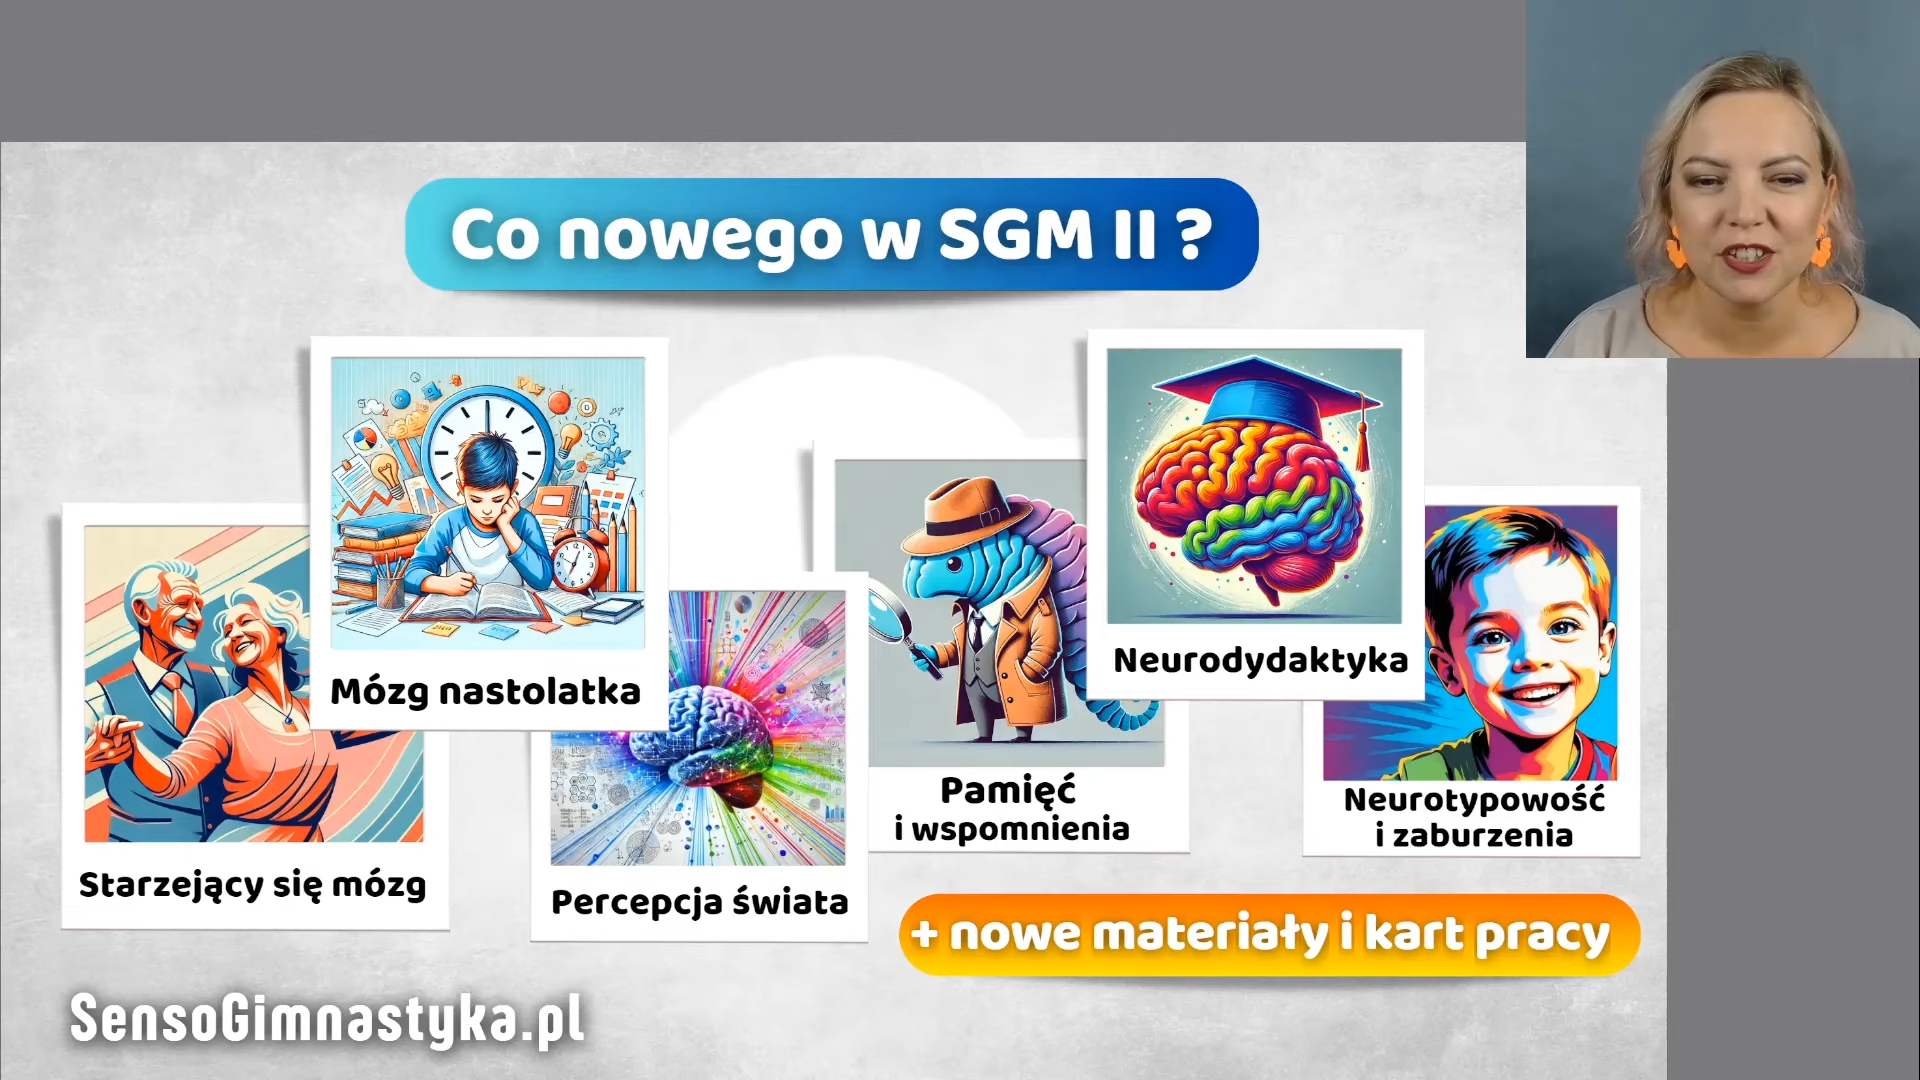 Co nowego w SGM II ?
Mózg nastolatka
Neurodydaktyka
Pamięć
i wspomnienia
Neurotypowość
i zaburzenia
Starzejący się mózg
Percepcja świata
+ nowe materiały i kart pracy
SensoGimnastyka.pl